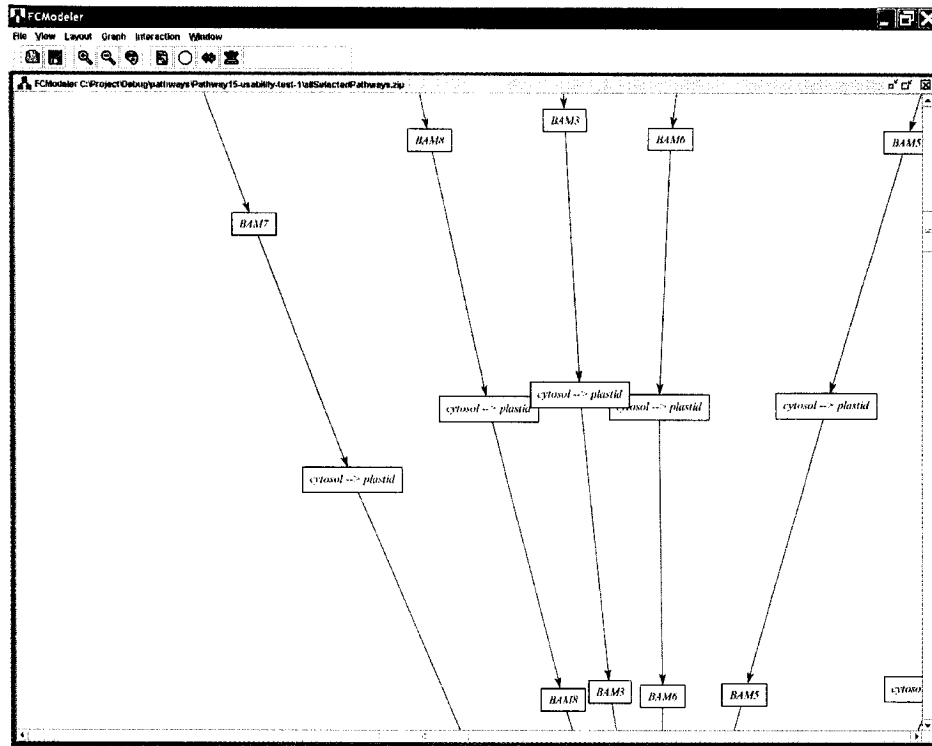 FCModeler
File View Layout Graph Interaction Window
FCModeler C:\Project\Debug\pathways\Pathway15-usability-test-1\allSelectedPathways.zip
BAM3
BAM8
BAM6
BAM5
BAM7
cytosol --> plastid
cytosol --> plastid
cytosol --> plastid
cytosol --> plastid
cytosol --> plastid
BAM8
BAM3
BAM6
BAM5
cytoso